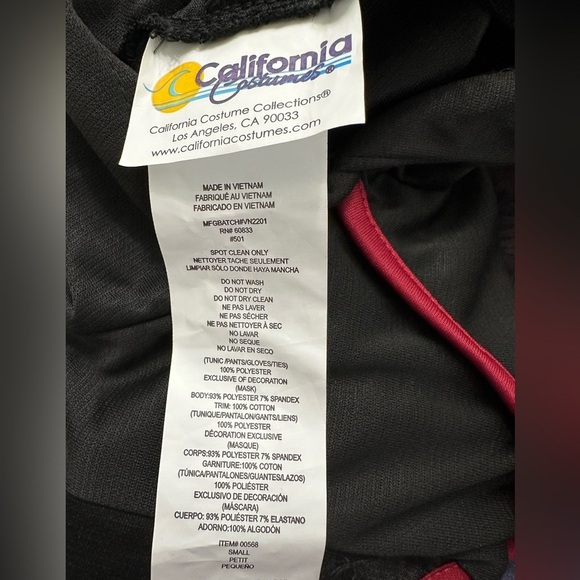 California
Costumes®
California Costume Collections®
Los Angeles, CA 90033
www.californiacostumes.com
MADE IN VIETNAM
FABRIQUÉ AU VIETNAM
FABRICADO EN VIETNAM
MFGBATCH#VN2201
RN# 60833
#501
SPOT CLEAN ONLY
NETTOYER TACHE SEULEMENT
LIMPIAR SÓLO DONDE HAYA MANCHA
DO NOT WASH
DO NOT DRY
DO NOT DRY CLEAN
NE PAS LAVER
NE PAS SÉCHER
NE PAS NETTOYER À SEC
NO LAVAR
NO SEQUE
NO LAVAR EN SECO
(TUNIC /PANTS/GLOVES/TIES)
100% POLYESTER
EXCLUSIVE OF DECORATION
(MASK)
BODY:93% POLYESTER 7% SPANDEX
TRIM: 100% COTTON
(TUNIQUE/PANTALON/GANTS/LIENS)
100% POLYESTER
DÉCORATION EXCLUSIVE
(MASQUE)
CORPS:93% POLYESTER 7% SPANDEX
GARNITURE:100% COTON
(TÚNICA/PANTALONES/GUANTES/LAZOS)
100% POLIÉSTER
EXCLUSIVO DE DECORACIÓN
(MÁSCARA)
CUERPO: 93% POLIÉSTER 7% ELASTANO
ADORNO:100% ALGODÓN
ITEM# 00568
SMALL
PETIT
PEQUEÑO